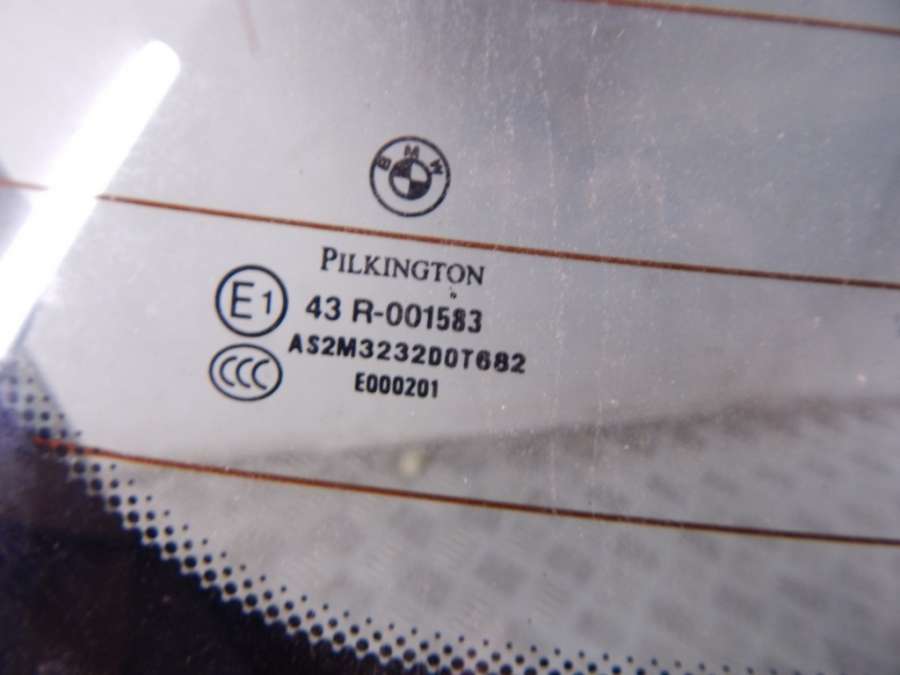 BMW
PILKINGTON
E1 43 R-001583
CCC AS2M3232D0T682
E000201